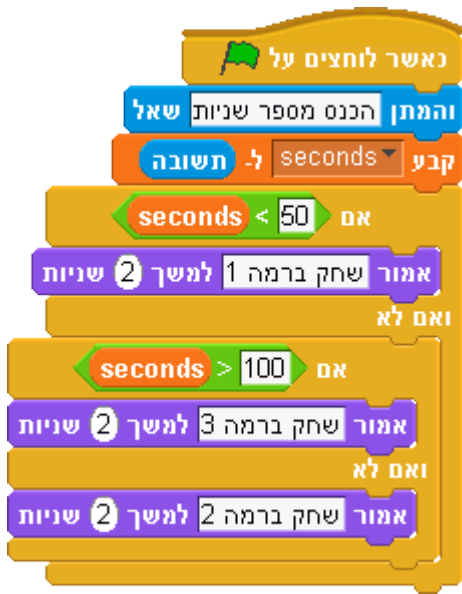 כאשר לוחצים על
והמתן הכנס מספר שניות שאל
קבע seconds ל- תשובה
אם seconds < 50
אמור שחק ברמה 1 למשך 2 שניות
ואם לא
אם seconds > 100
אמור שחק ברמה 3 למשך 2 שניות
ואם לא
אמור שחק ברמה 2 למשך 2 שניות